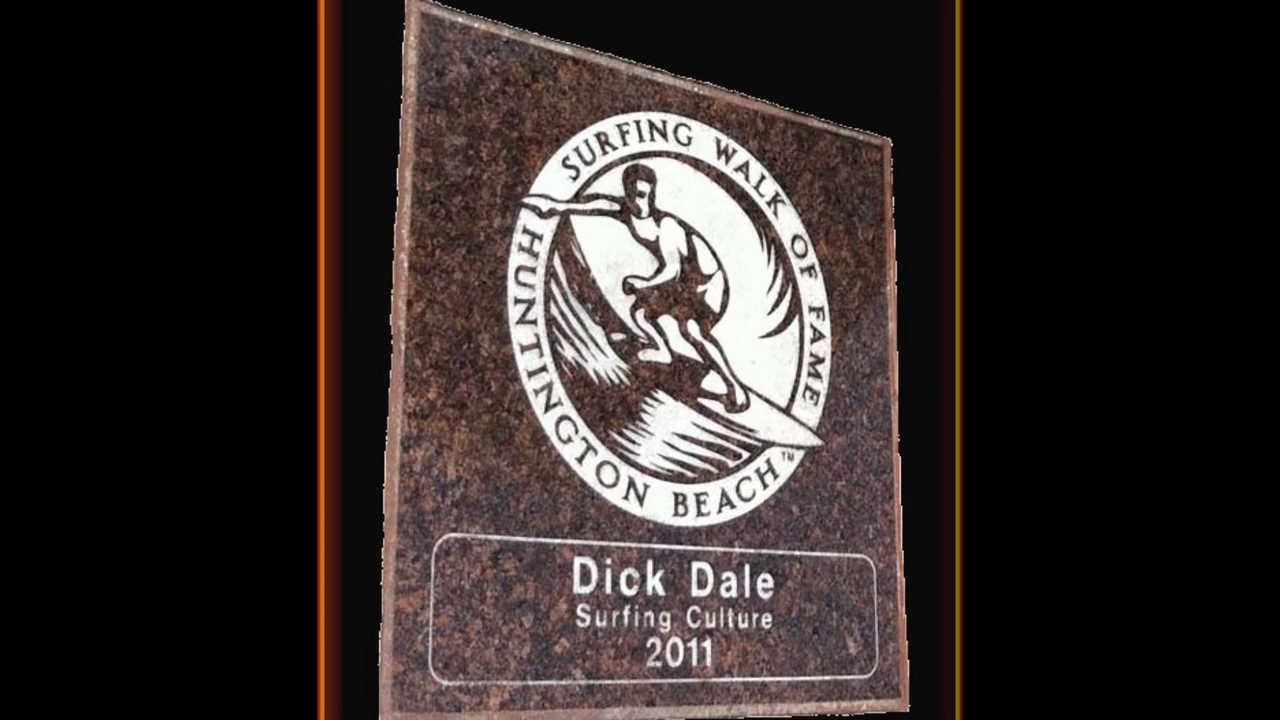 SURFING WALK OF FAME
HUNTINGTON BEACH™
Dick Dale
Surfing Culture
2011